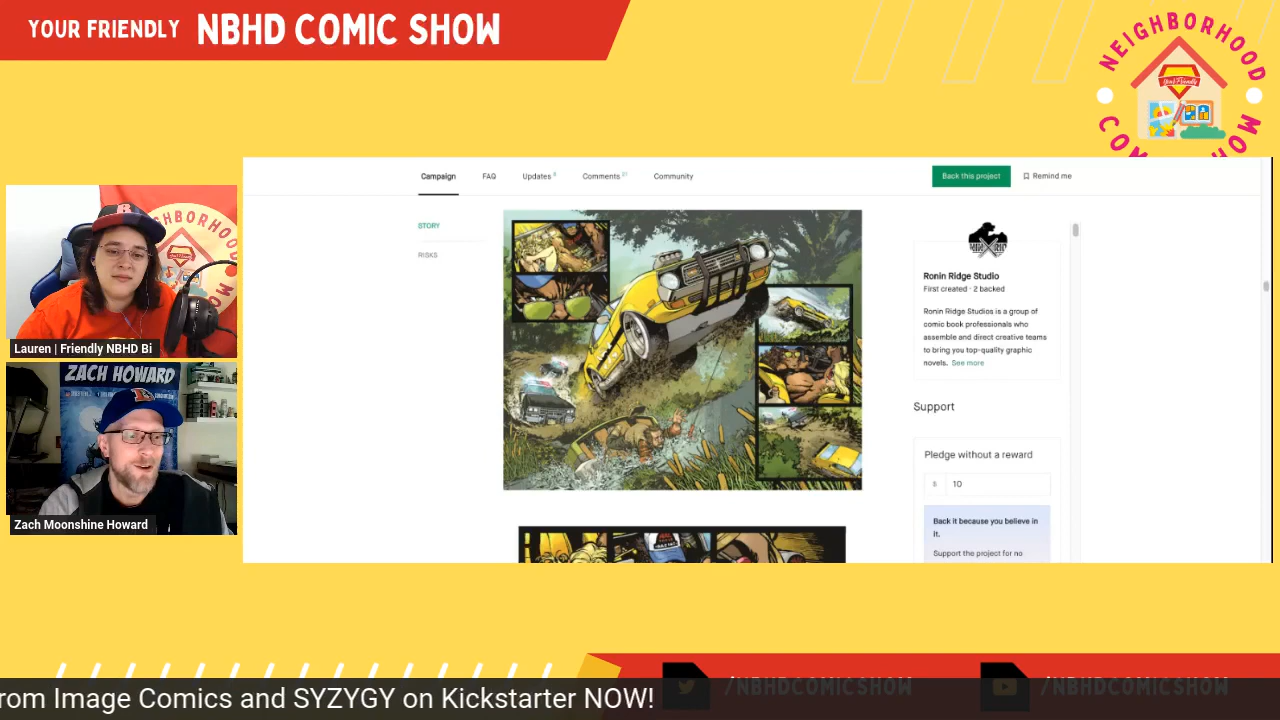 YOUR FRIENDLY NBHD COMIC SHOW
NEIGHBORHOOD
Your Friendly
Campaign FAQ Updates 8 Comments Community Back this project Remind me
STORY
RISKS
Ronin Ridge Studio
First created · 2 backed
Ronin Ridge Studios is a group of
comic book professionals who
assemble and direct creative teams
to bring you top-quality graphic
novels. See more
Support
Pledge without a reward
$ 10
Back it because you believe in
it.
Support the project for no
Lauren | Friendly NBHD Bi
ZACH HOWARD
Zach Moonshine Howard
/NBHDCOMICSHOW /NBHDCOMICSHOW
rom Image Comics and SYZYGY on Kickstarter NOW!